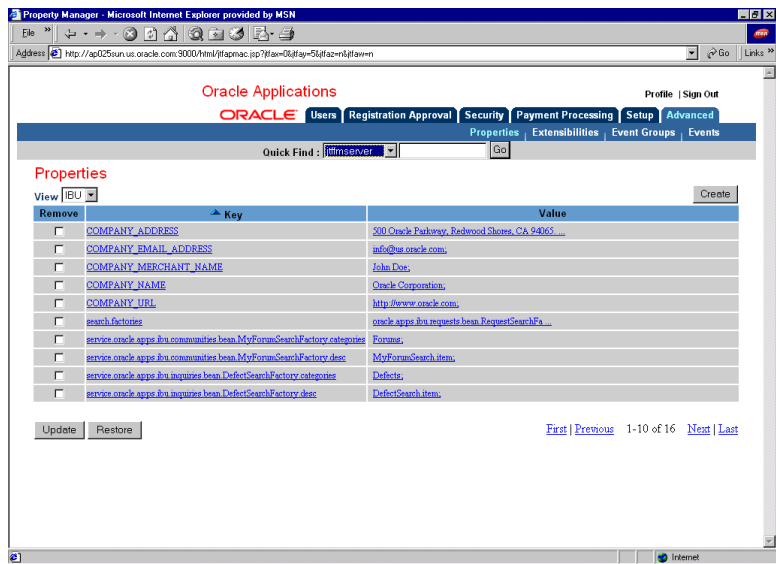 Property Manager - Microsoft Internet Explorer provided by MSN
File »
Address http://ap025sun.us.oracle.com:9000/html/jtfapmac.jsp?jtfax=0&jtfay=5&jtfaz=n&jtfaw=n Go Links »
msn
Oracle Applications
Profile | Sign Out
ORACLE Users Registration Approval Security Payment Processing Setup Advanced
Properties | Extensibilities | Event Groups | Events
Quick Find : jtffmserver... Go
Properties
View IBU Create
Remove Key Value
COMPANY_ADDRESS 500 Oracle Parkway, Redwood Shores, CA 94065. ...
COMPANY_EMAIL_ADDRESS info@us.oracle.com;
COMPANY_MERCHANT_NAME John Doe;
COMPANY_NAME Oracle Corporation;
COMPANY_URL http://www.oracle.com;
search.factories oracle.apps.ibu.requests.bean.RequestSearchFa ...
service.oracle.apps.ibu.communities.bean.MyForumSearchFactory.categories Forums;
service.oracle.apps.ibu.communities.bean.MyForumSearchFactory.desc MyForumSearch.item;
service.oracle.apps.ibu.inquiries.bean.DefectSearchFactory.categories Defects;
service.oracle.apps.ibu.inquiries.bean.DefectSearchFactory.desc DefectSearch.item;
Update Restore First | Previous 1-10 of 16 Next | Last
Internet